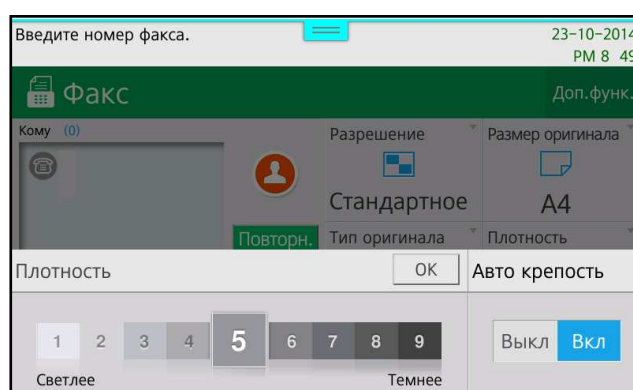 Введите номер факса.
23-10-2014
PM 8 49
Факс
Доп.функ.
Кому (0)
Разрешение
Размер оригинала
Стандартное
A4
Повторн.
Тип оригинала
Плотность
Плотность
OK
Авто крепость
1 2 3 4 5 6 7 8 9
Выкл Вкл
Светлее Темнее